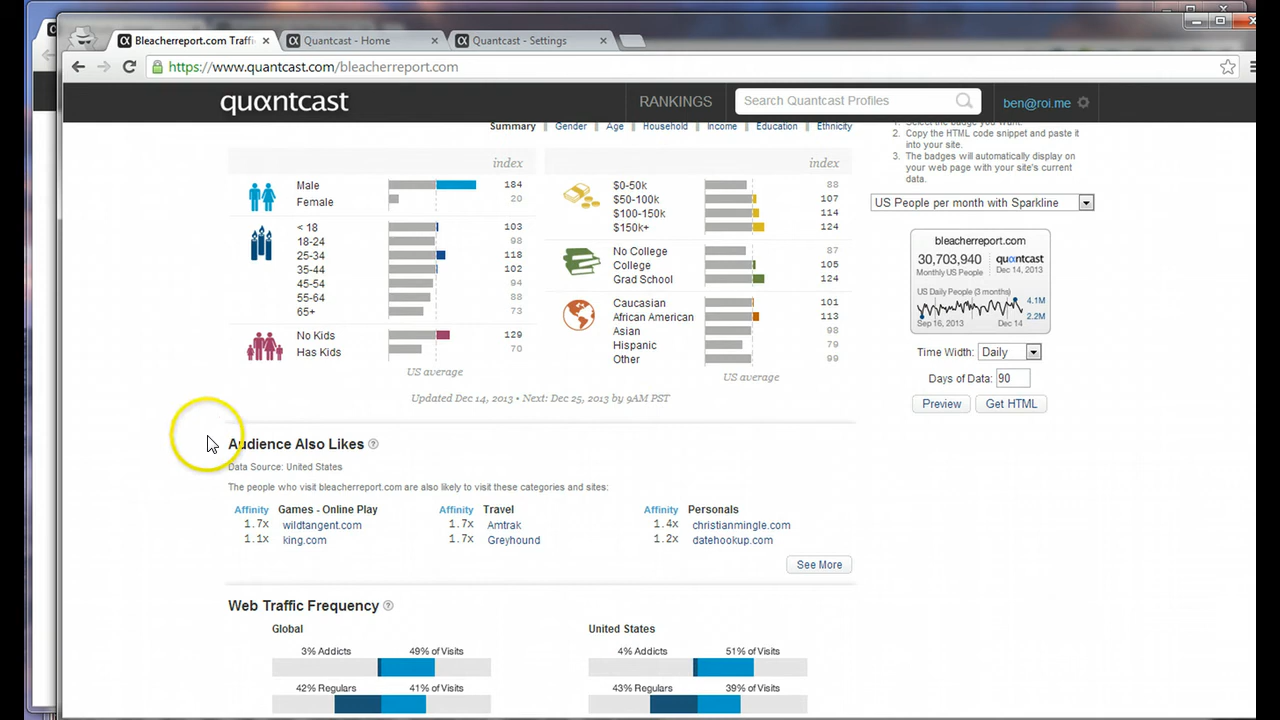 Bleacherreport.com Traffi
Quantcast - Home
Quantcast - Settings
https://www.quantcast.com/bleacherreport.com
quantcast
RANKINGS
Search Quantcast Profiles
ben@roi.me
Summary | Gender | Age | Household | Income | Education | Ethnicity
index
Male 184
Female 20
< 18 103
18-24 98
25-34 118
35-44 102
45-54 94
55-64 88
65+ 73
No Kids 129
Has Kids 70
US average
index
$0-50k 88
$50-100k 107
$100-150k 114
$150k+ 124
No College 87
College 105
Grad School 124
Caucasian 101
African American 113
Asian 98
Hispanic 79
Other 99
US average
Updated Dec 14, 2013 • Next: Dec 25, 2013 by 9AM PST
2. Copy the HTML code snippet and paste it
into your site.
3. The badges will automatically display on
your web page with your site's current
data.
US People per month with Sparkline
bleacherreport.com
30,703,940 quantcast
Monthly US People Dec 14, 2013
US Daily People (3 months)
4.1M
2.2M
Sep 16, 2013 Dec 14
Time Width: Daily
Days of Data: 90
Preview Get HTML
Audience Also Likes ?
Data Source: United States
The people who visit bleacherreport.com are also likely to visit these categories and sites:
Affinity Games - Online Play
1.7x wildtangent.com
1.1x king.com
Affinity Travel
1.7x Amtrak
1.7x Greyhound
Affinity Personals
1.4x christianmingle.com
1.2x datehookup.com
See More
Web Traffic Frequency ?
Global
3% Addicts 49% of Visits
42% Regulars 41% of Visits
United States
4% Addicts 51% of Visits
43% Regulars 39% of Visits